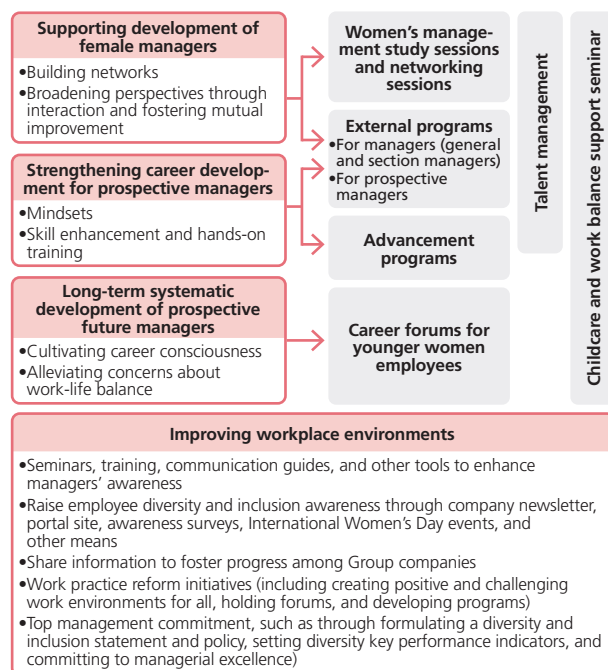 Supporting development of
female managers
•Building networks
•Broadening perspectives through
interaction and fostering mutual
improvement
Strengthening career develop-
ment for prospective managers
•Mindsets
•Skill enhancement and hands-on
training
Long-term systematic
development of prospective
future managers
•Cultivating career consciousness
•Alleviating concerns about
work-life balance
Women's manage-
ment study sessions
and networking
sessions
External programs
•For managers (general
and section managers)
•For prospective
managers
Advancement
programs
Career forums for
younger women
employees
Talent management
Childcare and work balance support seminar
Improving workplace environments
•Seminars, training, communication guides, and other tools to enhance
managers' awareness
•Raise employee diversity and inclusion awareness through company newsletter,
portal site, awareness surveys, International Women's Day events, and
other means
•Share information to foster progress among Group companies
•Work practice reform initiatives (including creating positive and challenging
work environments for all, holding forums, and developing programs)
•Top management commitment, such as through formulating a diversity and
inclusion statement and policy, setting diversity key performance indicators, and
committing to managerial excellence)